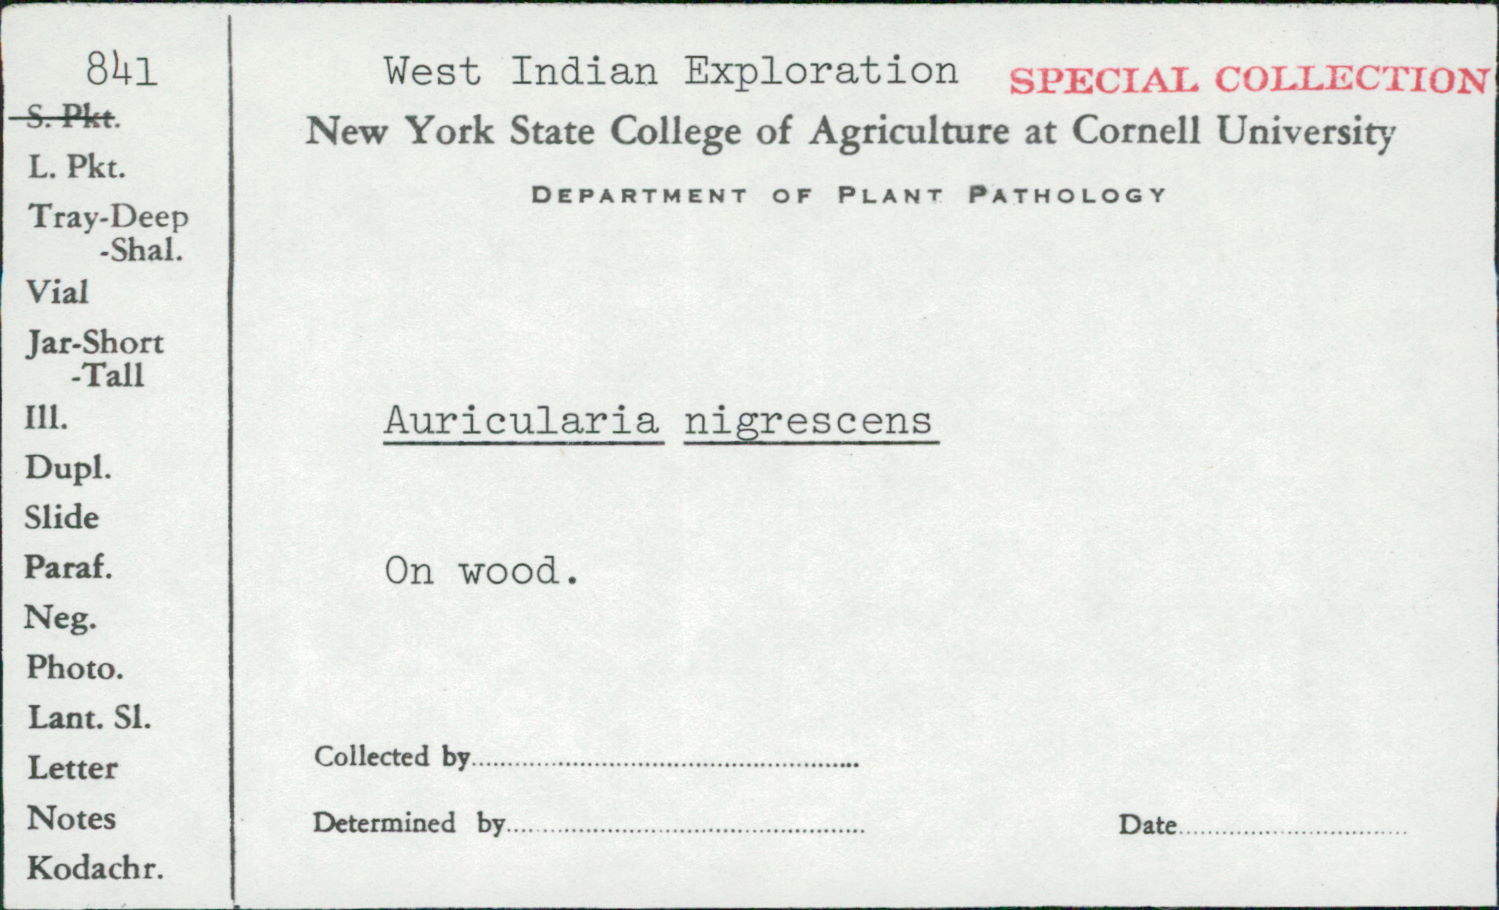 841
S. Pkt.
L. Pkt.
Tray-Deep
-Shal.
Vial
Jar-Short
-Tall
Ill.
Dupl.
Slide
Paraf.
Neg.
Photo.
Lant. Sl.
Letter
Notes
Kodachr.
West Indian Exploration
SPECIAL COLLECTION
New York State College of Agriculture at Cornell University
DEPARTMENT OF PLANT PATHOLOGY
Auricularia nigrescens
On wood.
Collected by
Determined by
Date